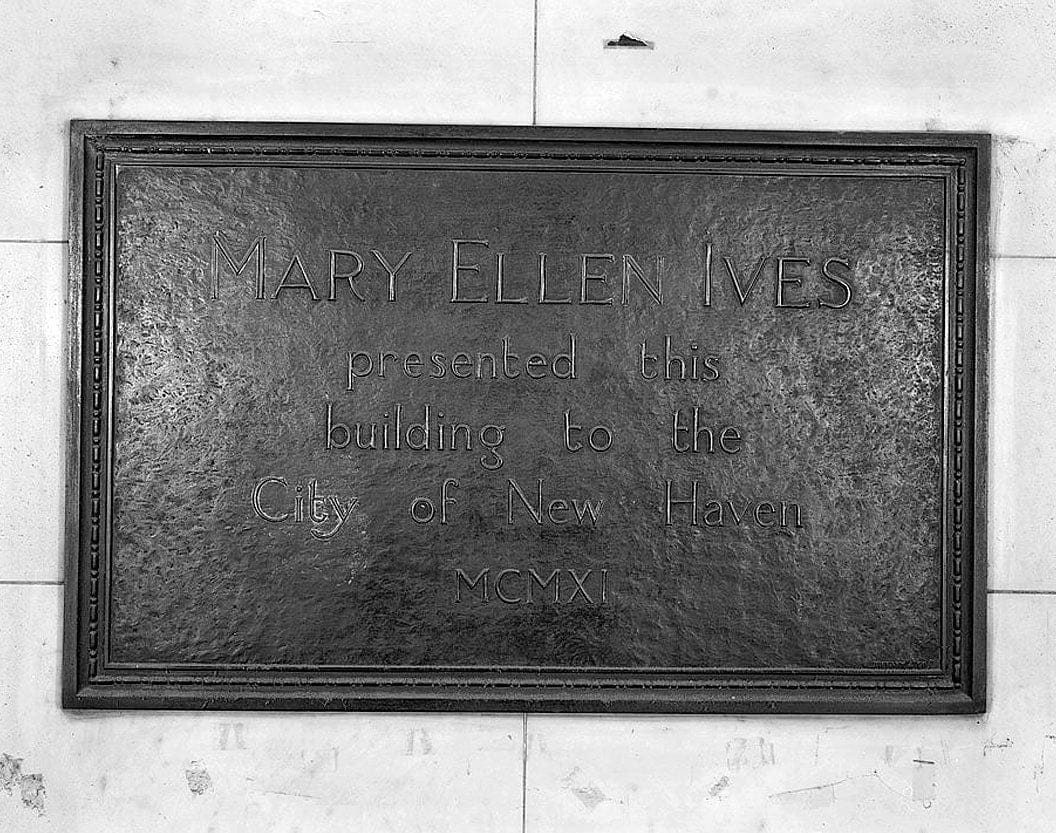 MARY ELLEN IVES
presented this
building to the
City of New Haven
MCMXI